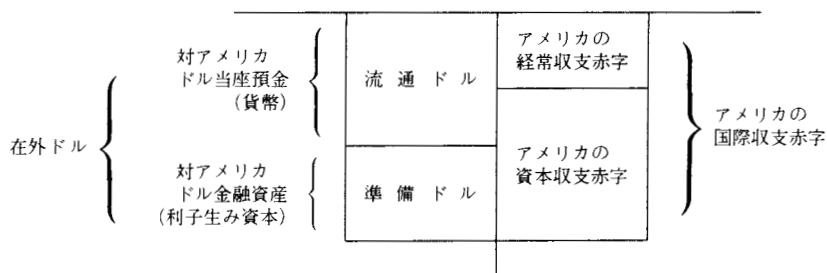 在外ドル
対アメリカ
ドル当座預金
(貨幣)
対アメリカ
ドル金融資産
(利子生み資本)
流通ドル
準備ドル
アメリカの
経常収支赤字
アメリカの
資本収支赤字
アメリカの
国際収支赤字